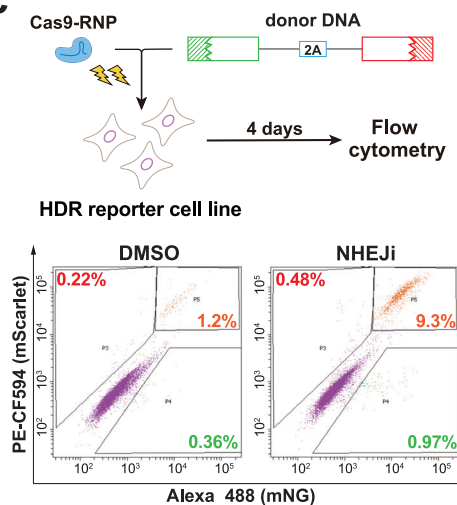 Cas9-RNP
donor DNA
2A
4 days
Flow
cytometry
HDR reporter cell line
DMSO
NHEJi
PE-CF594 (mScarlet)
10⁵
10⁴
10³
10²
0.22%
P5
1.2%
P3
P4
0.36%
10² 10³ 10⁴ 10⁵
10⁵
10⁴
10³
10²
0.48%
P5
9.3%
P3
P4
0.97%
10² 10³ 10⁴ 10⁵
Alexa 488 (mNG)